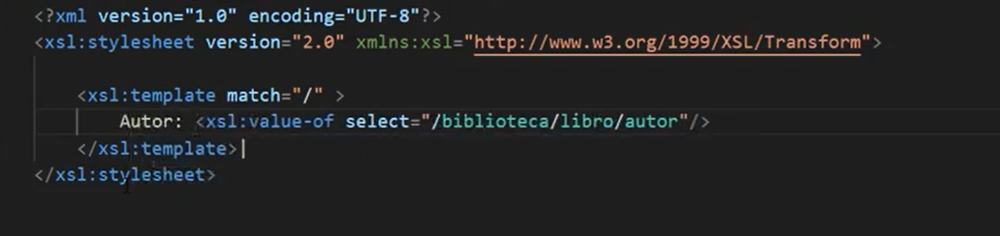 <?xml version="1.0" encoding="UTF-8"?>
<xsl:stylesheet version="2.0" xmlns:xsl="http://www.w3.org/1999/XSL/Transform">
<xsl:template match="/" >
Autor: <xsl:value-of select="/biblioteca/libro/autor"/>
</xsl:template>
</xsl:stylesheet>